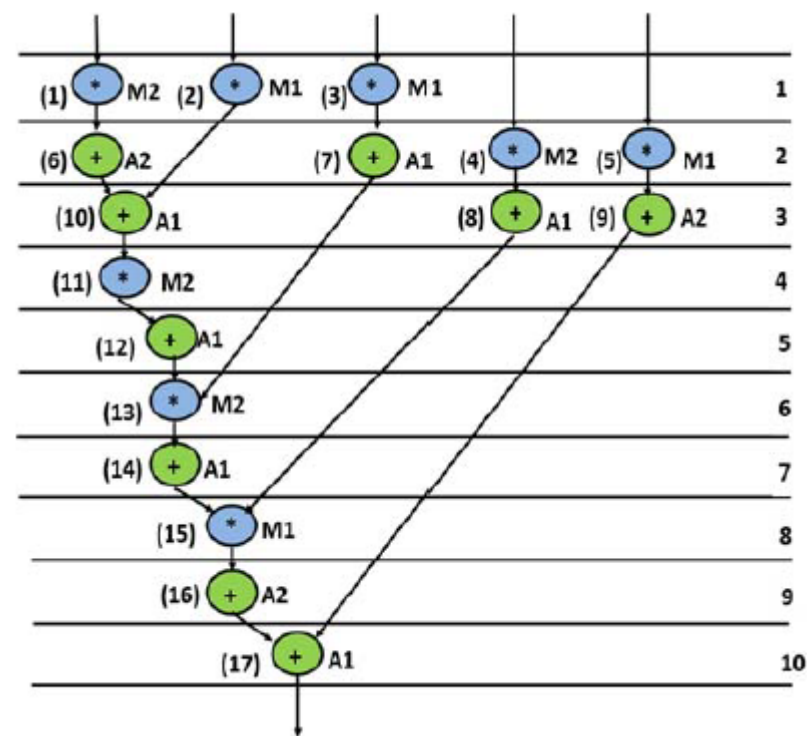 (1) * M2 (2) * M1 (3) * M1 1
(6) + A2 (7) + A1 (4) * M2 (5) * M1 2
(10) + A1 (8) + A1 (9) + A2 3
(11) * M2 4
(12) + A1 5
(13) * M2 6
(14) + A1 7
(15) * M1 8
(16) + A2 9
(17) + A1 10